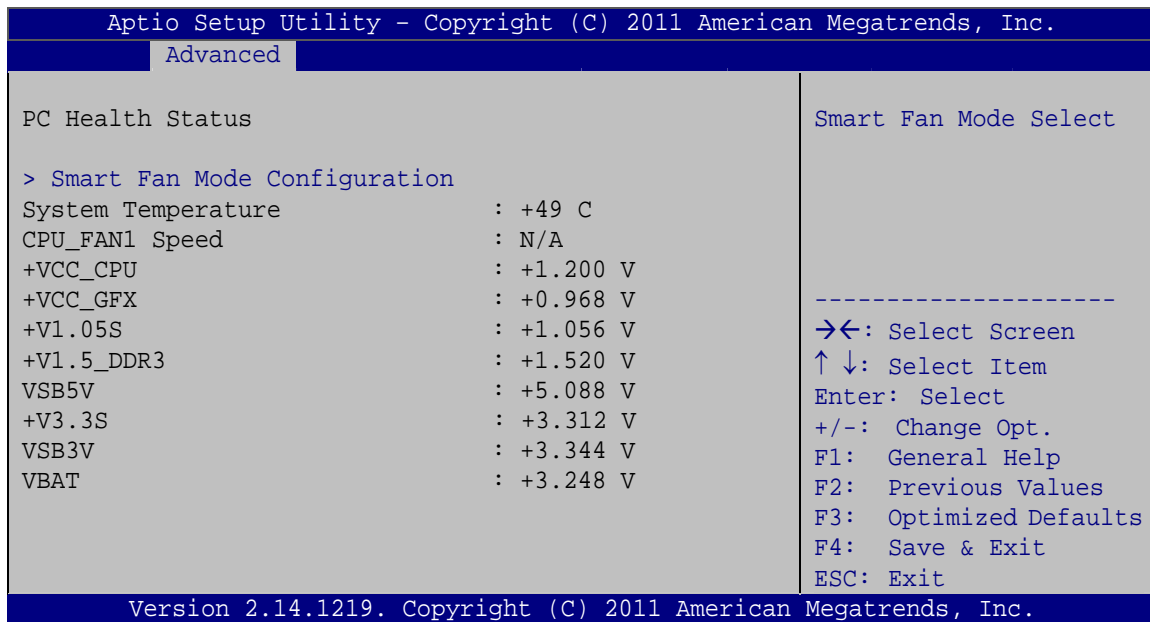 Aptio Setup Utility – Copyright (C) 2011 American Megatrends, Inc.
Advanced
PC Health Status
> Smart Fan Mode Configuration
System Temperature : +49 C
CPU_FAN1 Speed : N/A
+VCC_CPU : +1.200 V
+VCC_GFX : +0.968 V
+V1.05S : +1.056 V
+V1.5_DDR3 : +1.520 V
VSB5V : +5.088 V
+V3.3S : +3.312 V
VSB3V : +3.344 V
VBAT : +3.248 V
Smart Fan Mode Select
---------------------
→←: Select Screen
↑ ↓: Select Item
Enter: Select
+/-: Change Opt.
F1: General Help
F2: Previous Values
F3: Optimized Defaults
F4: Save & Exit
ESC: Exit
Version 2.14.1219. Copyright (C) 2011 American Megatrends, Inc.